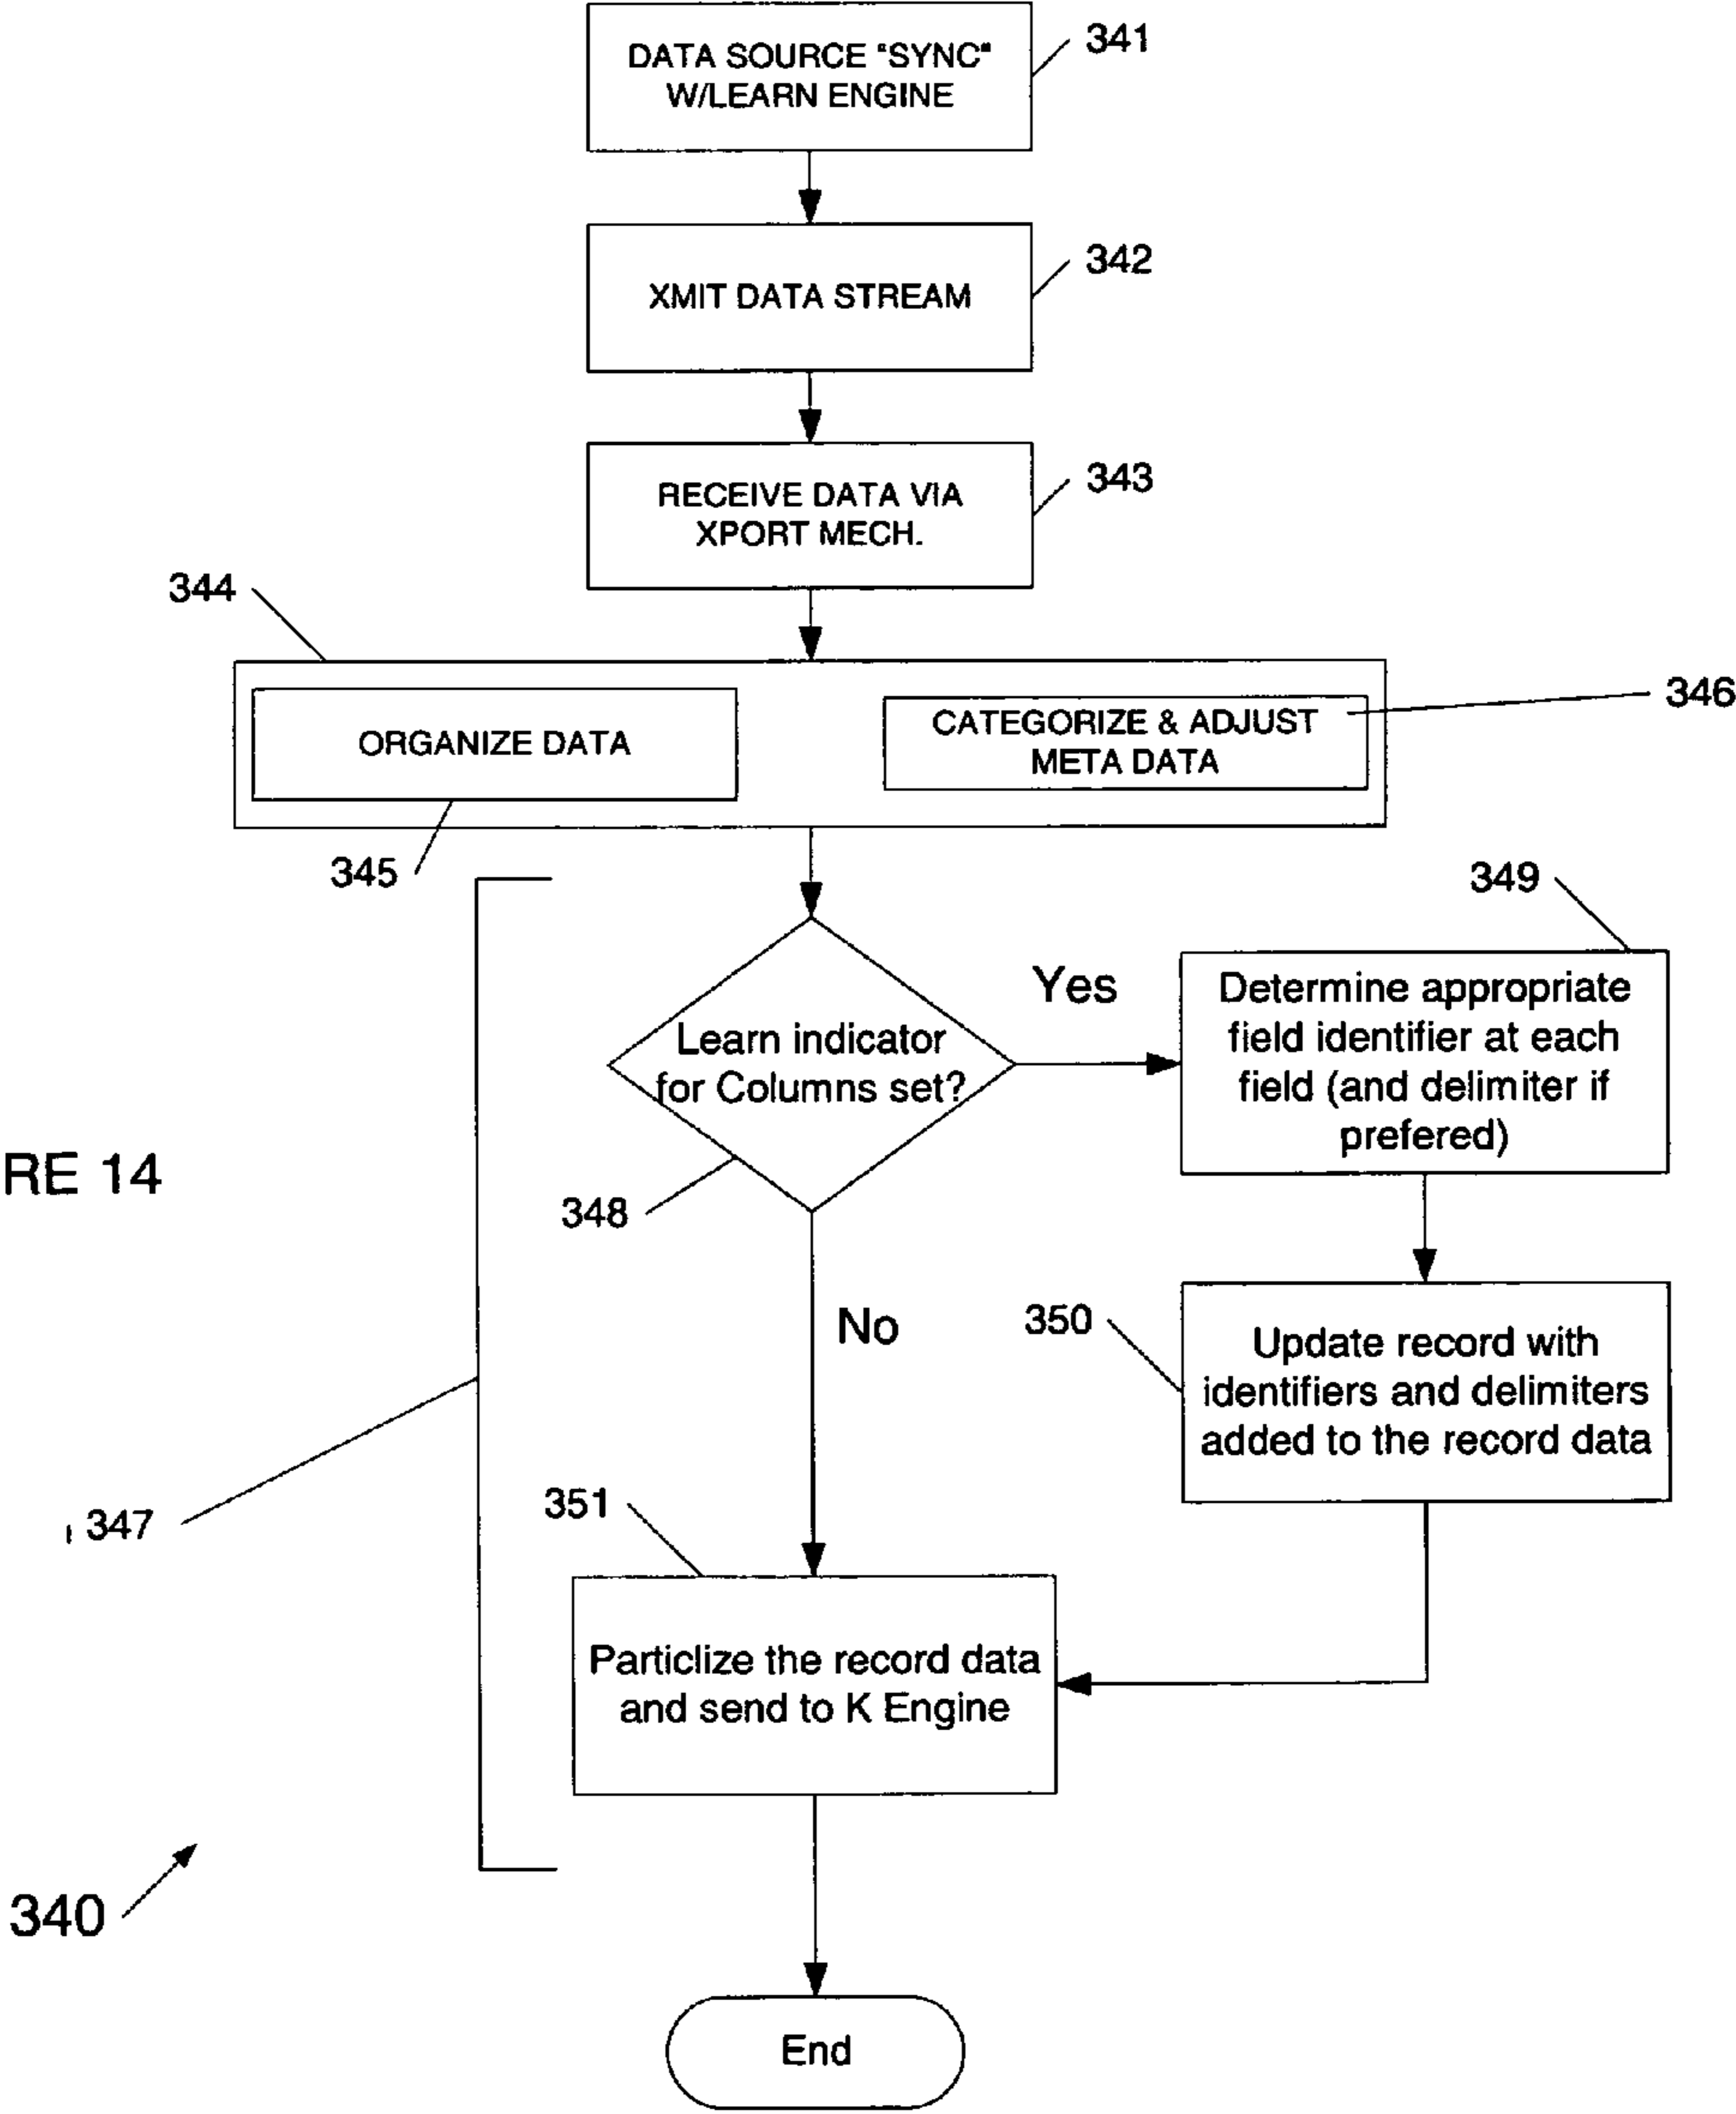 DATA SOURCE "SYNC"
W/LEARN ENGINE
341
XMIT DATA STREAM
342
RECEIVE DATA VIA
XPORT MECH.
343
344
ORGANIZE DATA
CATEGORIZE & ADJUST
META DATA
346
345
349
Learn indicator
for Columns set?
Yes
Determine appropriate
field identifier at each
field (and delimiter if
prefered)
RE 14
348
No
350
Update record with
identifiers and delimiters
added to the record data
347
351
Particlize the record data
and send to K Engine
340
End